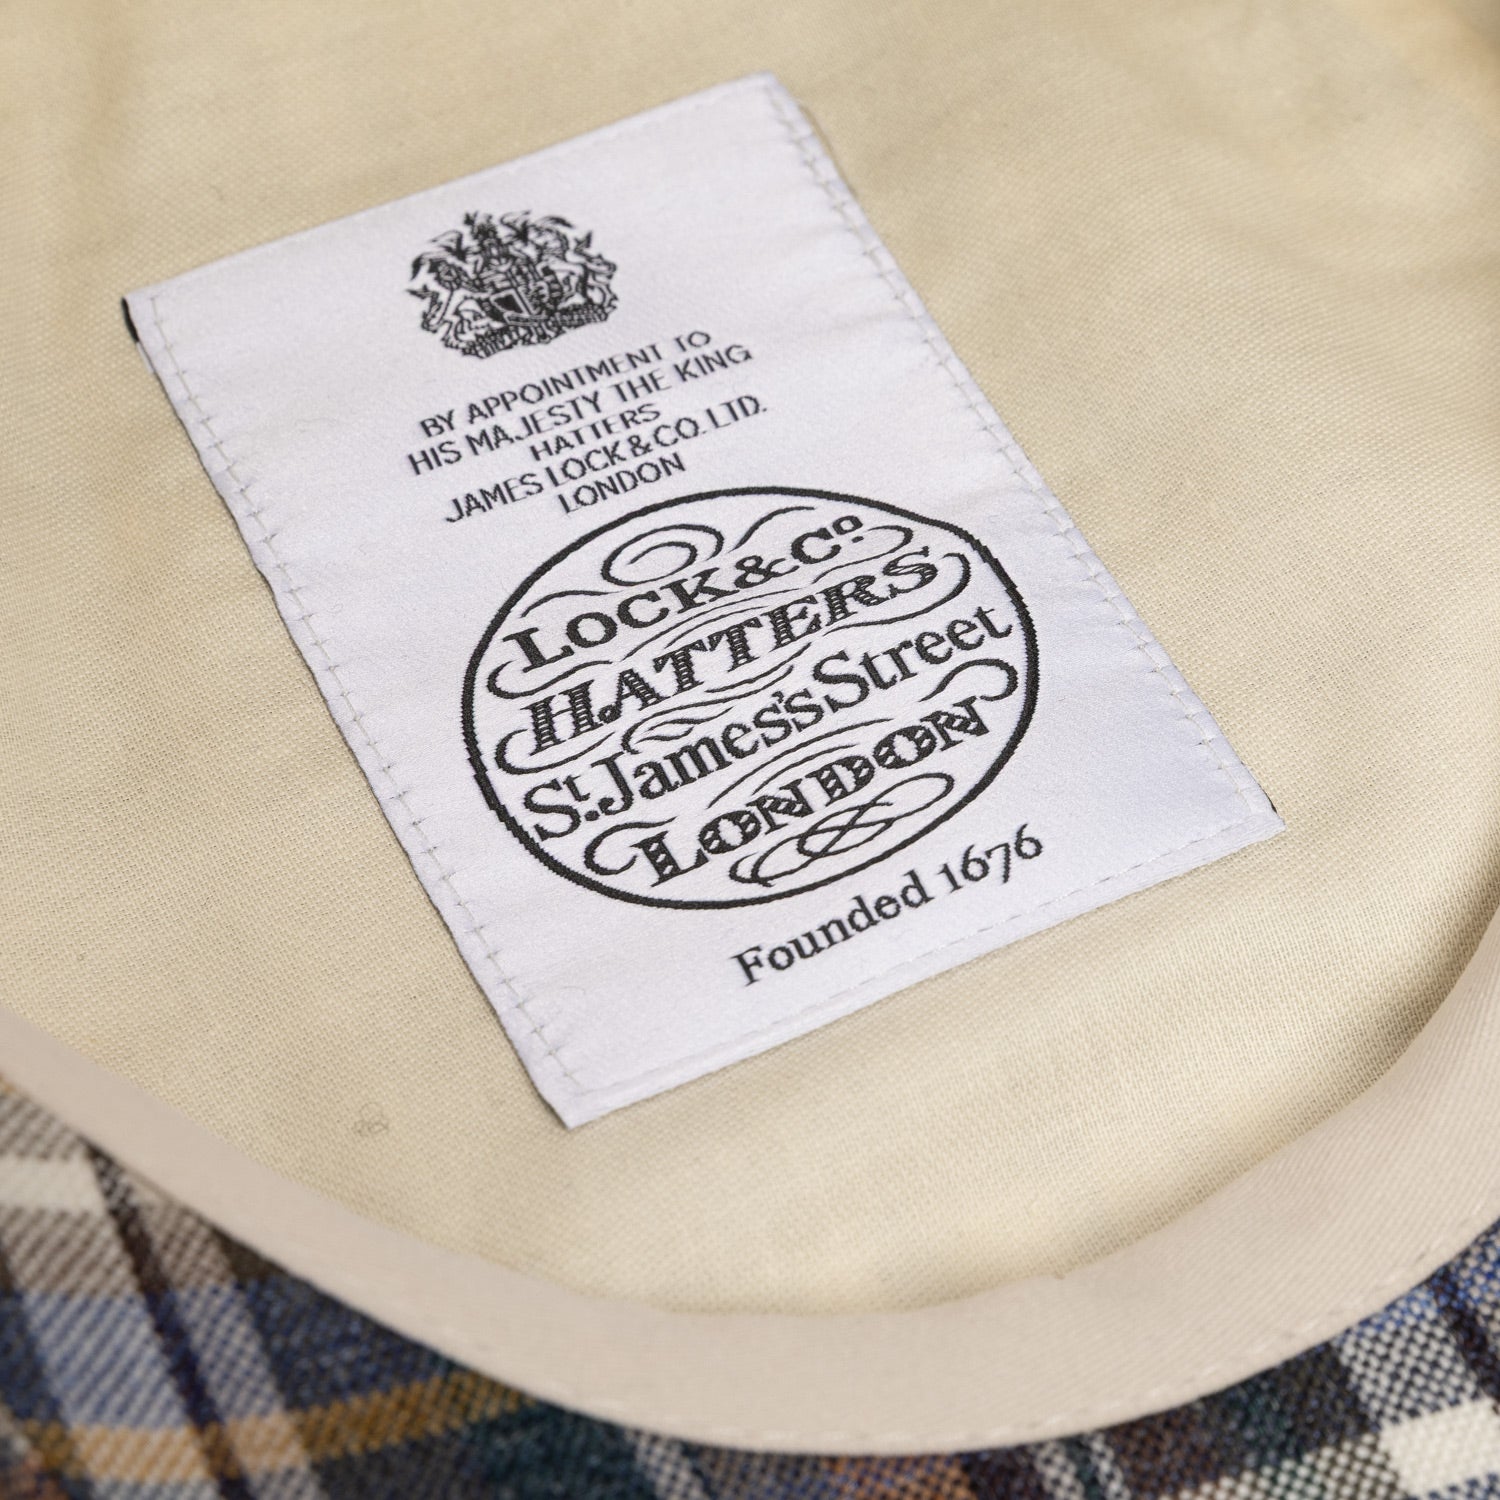 BY APPOINTMENT TO
HIS MAJESTY THE KING
HATTERS
JAMES LOCK & CO. LTD.
LONDON
LOCK & Co
HATTERS
St. James's Street
LONDON
Founded 1676